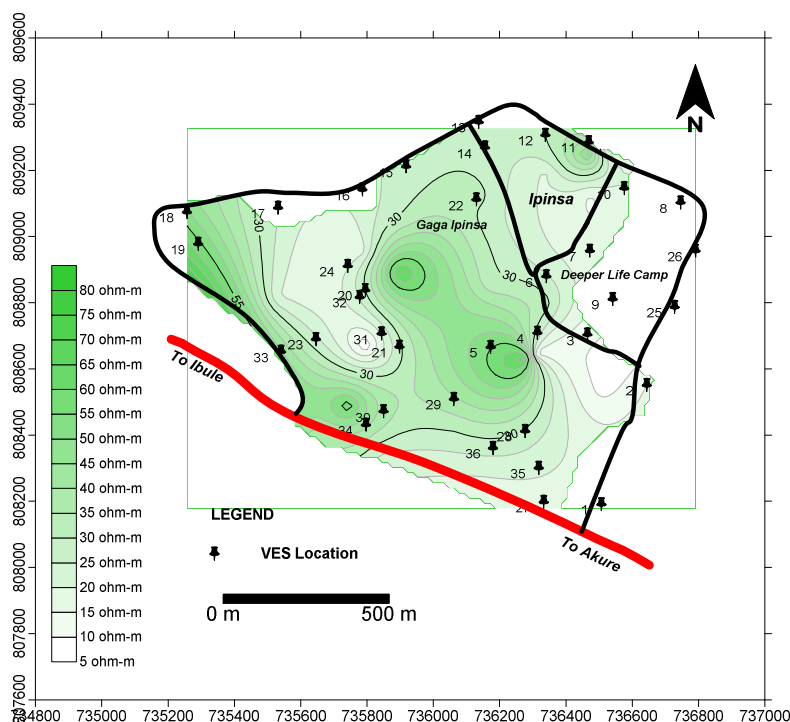 809600
809400
809200
809000
808800
808600
808400
808200
808000
807800
807600
734800 735000 735200 735400 735600 735800 736000 736200 736400 736600 736800 737000
N
13
12
11
14
15
16
17
18
19
10
8
22
Ipinsa
Gaga Ipinsa
30
30
30
7
26
24
6
Deeper Life Camp
20
32
9
25
55
4
3
23
31
21
5
33
30
2
29
30
34
28
30
36
35
27
1
To Ibule
To Akure
80 ohm-m
75 ohm-m
70 ohm-m
65 ohm-m
60 ohm-m
55 ohm-m
50 ohm-m
45 ohm-m
40 ohm-m
35 ohm-m
30 ohm-m
25 ohm-m
20 ohm-m
15 ohm-m
10 ohm-m
5 ohm-m
LEGEND
VES Location
0 m 500 m